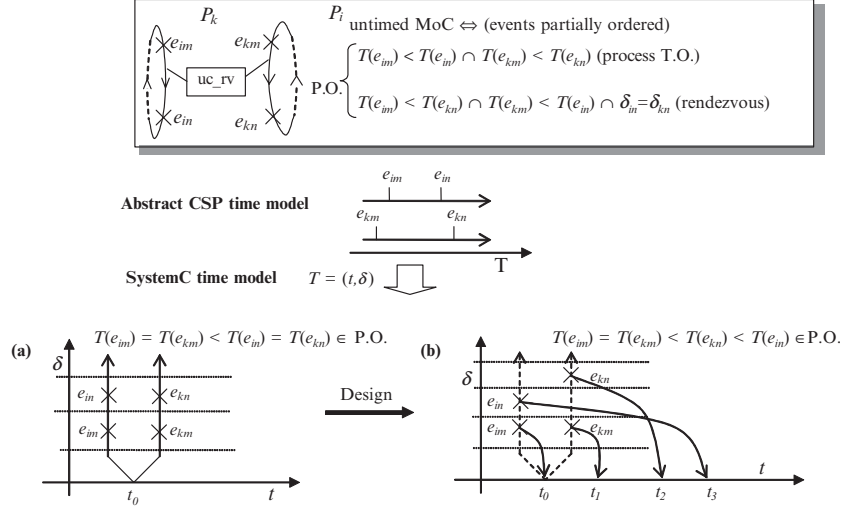 P_k P_i untimed MoC ⇔ (events partially ordered)
e_im e_km
uc_rv
e_in e_kn
P.O.
T(e_im) < T(e_in) ∩ T(e_km) < T(e_kn) (process T.O.)
T(e_im) < T(e_kn) ∩ T(e_km) < T(e_in) ∩ δ_in=δ_kn (rendezvous)
Abstract CSP time model
e_im e_in
e_km e_kn
T
SystemC time model T = (t,δ)
(a) T(e_im) = T(e_km) < T(e_in) = T(e_kn) ∈ P.O.
δ
e_in e_kn
e_im e_km
t_0 t
Design
(b) T(e_im) = T(e_km) < T(e_kn) < T(e_in) ∈ P.O.
δ
e_kn
e_in
e_im e_km
t_0 t_1 t_2 t_3 t